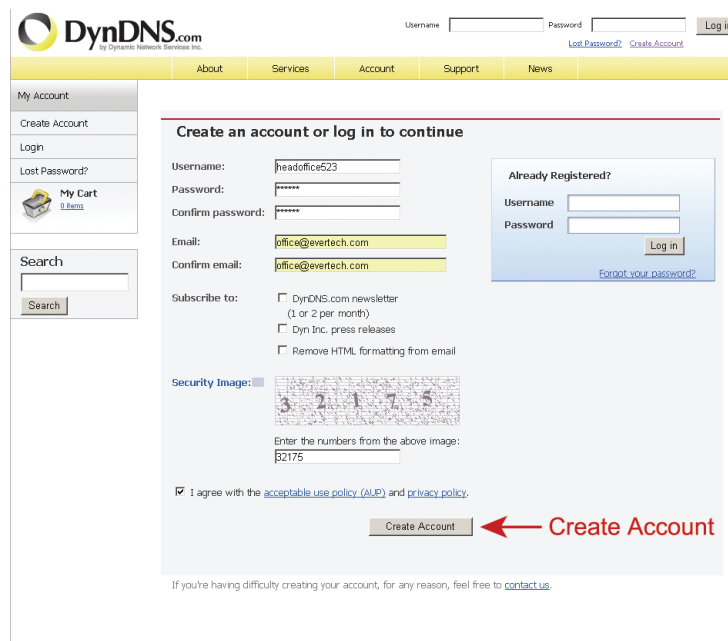 DynDNS.com
by Dynamic Network Services Inc.
Username
Password
Log i
Lost Password? Create Account
About Services Account Support News
My Account
Create Account
Login
Lost Password?
My Cart
0 items
Search
Search
Create an account or log in to continue
Username: headoffice523
Password: ******
Confirm password: ******
Email: office@evertech.com
Confirm email: office@evertech.com
Subscribe to: DynDNS.com newsletter
(1 or 2 per month)
Dyn Inc. press releases
Remove HTML formatting from email
Security Image:
3 2 1 7 5
Enter the numbers from the above image:
32175
I agree with the acceptable use policy (AUP) and privacy policy.
Create Account
Create Account
Already Registered?
Username
Password
Log in
Forgot your password?
If you're having difficulty creating your account, for any reason, feel free to contact us.